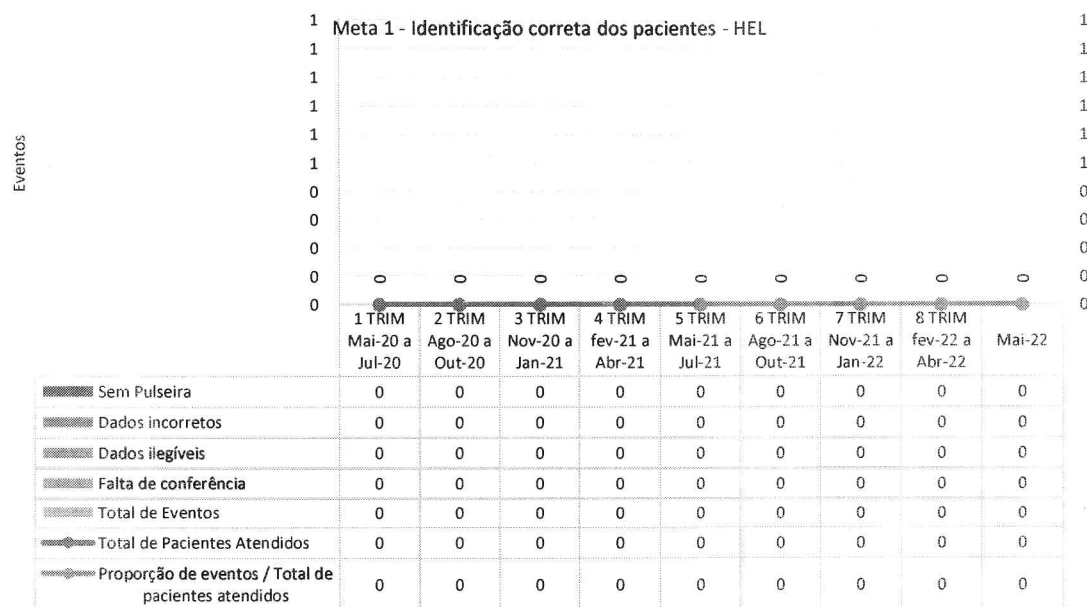 Meta 1 - Identificação correta dos pacientes - HEL
Eventos
1 1
1 1
1 1
1 1
1 1
1 1
0 0
0 0
0 0
0 0 0 0 0 0 0 0 0 0 0
0 0
1 TRIM 2 TRIM 3 TRIM 4 TRIM 5 TRIM 6 TRIM 7 TRIM 8 TRIM
Mai-20 a Ago-20 a Nov-20 a fev-21 a Mai-21 a Ago-21 a Nov-21 a fev-22 a Mai-22
Jul-20 Out-20 Jan-21 Abr-21 Jul-21 Out-21 Jan-22 Abr-22
Sem Pulseira 0 0 0 0 0 0 0 0 0
Dados incorretos 0 0 0 0 0 0 0 0 0
Dados ilegíveis 0 0 0 0 0 0 0 0 0
Falta de conferência 0 0 0 0 0 0 0 0 0
Total de Eventos 0 0 0 0 0 0 0 0 0
Total de Pacientes Atendidos 0 0 0 0 0 0 0 0 0
Proporção de eventos / Total de
pacientes atendidos 0 0 0 0 0 0 0 0 0